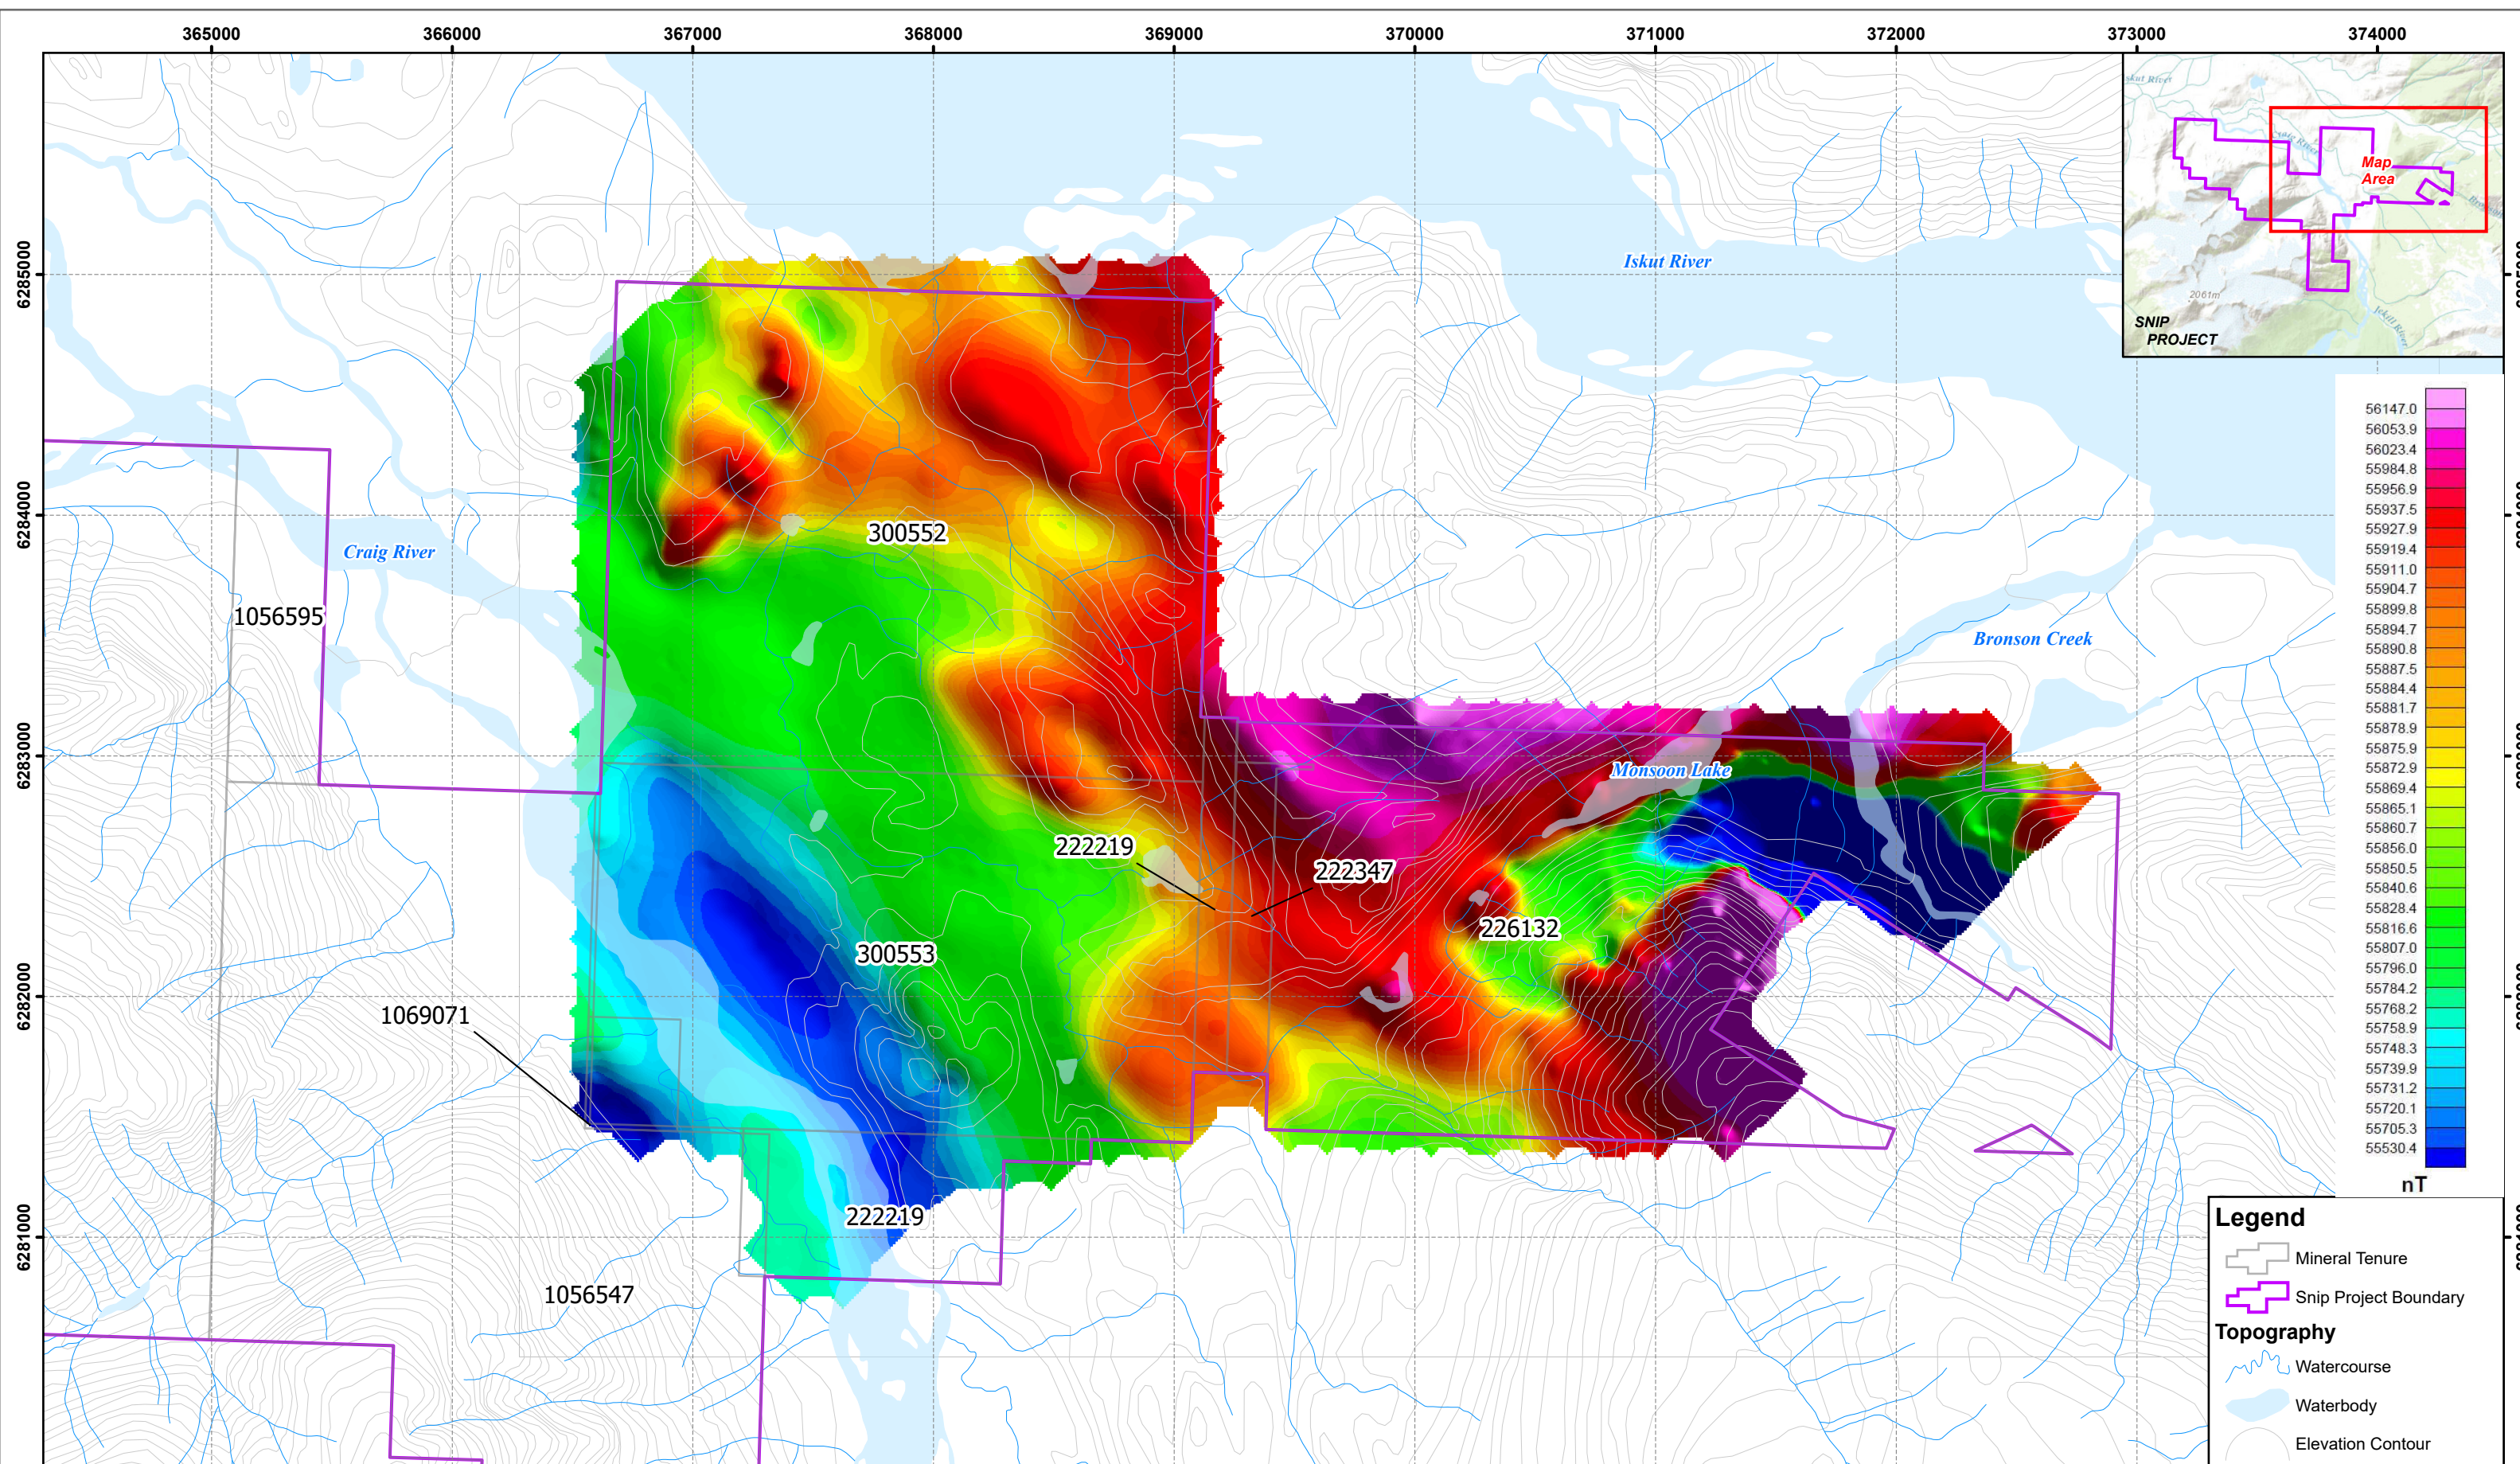 365000 366000 367000 368000 369000 370000 371000 372000 373000 374000
6285000
6284000
6283000
6282000
6281000
Craig River
Map
Area
2061m
Jekill River
SNIP
PROJECT
Iskut River
Bronson Creek
Monsoon Lake
300552
1056595
222219
222347
226132
300553
1069071
222219
1056547
56147.0
56053.9
56023.4
55984.8
55956.9
55937.5
55927.9
55919.4
55911.0
55904.7
55899.8
55894.7
55890.8
55887.5
55884.4
55881.7
55878.9
55875.9
55872.9
55869.4
55865.1
55860.7
55856.0
55850.5
55840.6
55828.4
55816.6
55807.0
55796.0
55784.2
55768.2
55758.9
55748.3
55739.9
55731.2
55720.1
55705.3
55530.4
nT
Legend
Mineral Tenure
Snip Project Boundary
Topography
Watercourse
Waterbody
Elevation Contour